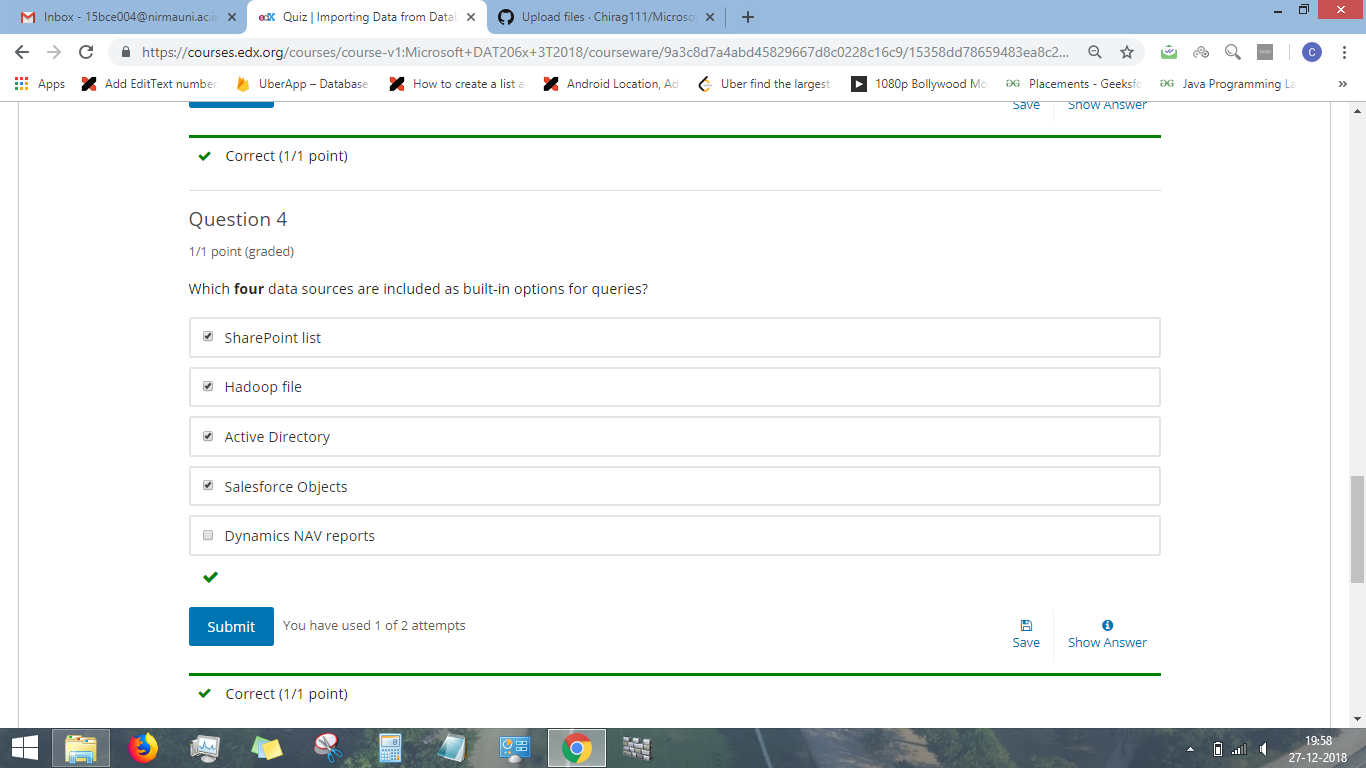 Inbox - 15bce004@nirmauni.ac.i
edX Quiz | Importing Data from Datab
Upload files · Chirag111/Microso
https://courses.edx.org/courses/course-v1:Microsoft+DAT206x+3T2018/courseware/9a3c8d7a4abd45829667d8c0228c16c9/15358dd78659483ea8c2...
C
Apps
Add EditText number
UberApp – Database
How to create a list a
Android Location, Ad
Uber find the largest
1080p Bollywood Mo
Placements - Geeksfo
Java Programming La
»
Save
Show Answer
Correct (1/1 point)
Question 4
1/1 point (graded)
Which four data sources are included as built-in options for queries?
SharePoint list
Hadoop file
Active Directory
Salesforce Objects
Dynamics NAV reports
Submit
You have used 1 of 2 attempts
Save
Show Answer
Correct (1/1 point)
19:58
27-12-2018